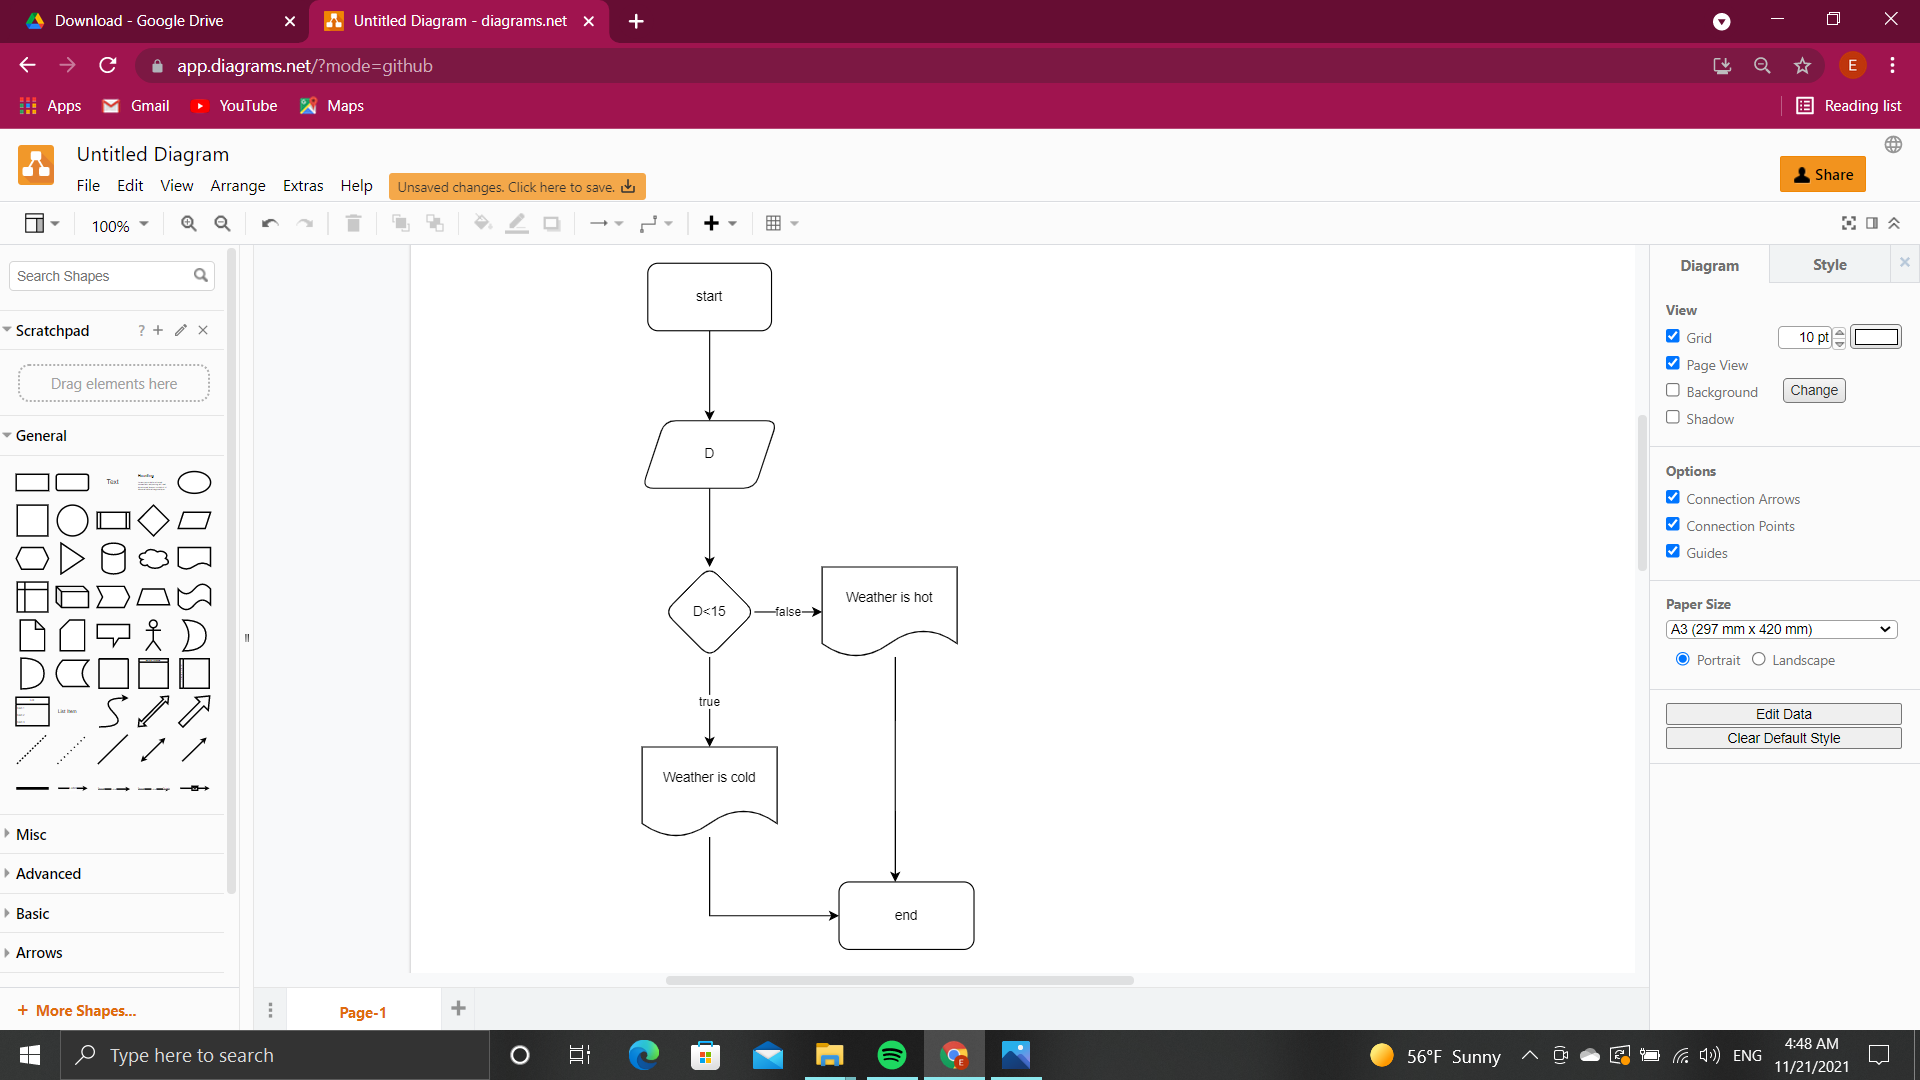 Download - Google Drive
Untitled Diagram - diagrams.net
app.diagrams.net/?mode=github
E
Apps
Gmail
YouTube
Maps
Reading list
Untitled Diagram
File Edit View Arrange Extras Help
Unsaved changes. Click here to save.
Share
100%
Search Shapes
Scratchpad
?
Drag elements here
General
Text
Heading
List Item
Misc
Advanced
Basic
Arrows
+ More Shapes...
start
D
D<15
false
Weather is hot
true
Weather is cold
end
Page-1
Diagram
Style
View
Grid
10 pt
Page View
Background
Change
Shadow
Options
Connection Arrows
Connection Points
Guides
Paper Size
A3 (297 mm x 420 mm)
Portrait
Landscape
Edit Data
Clear Default Style
Type here to search
56°F Sunny
ENG
4:48 AM
11/21/2021